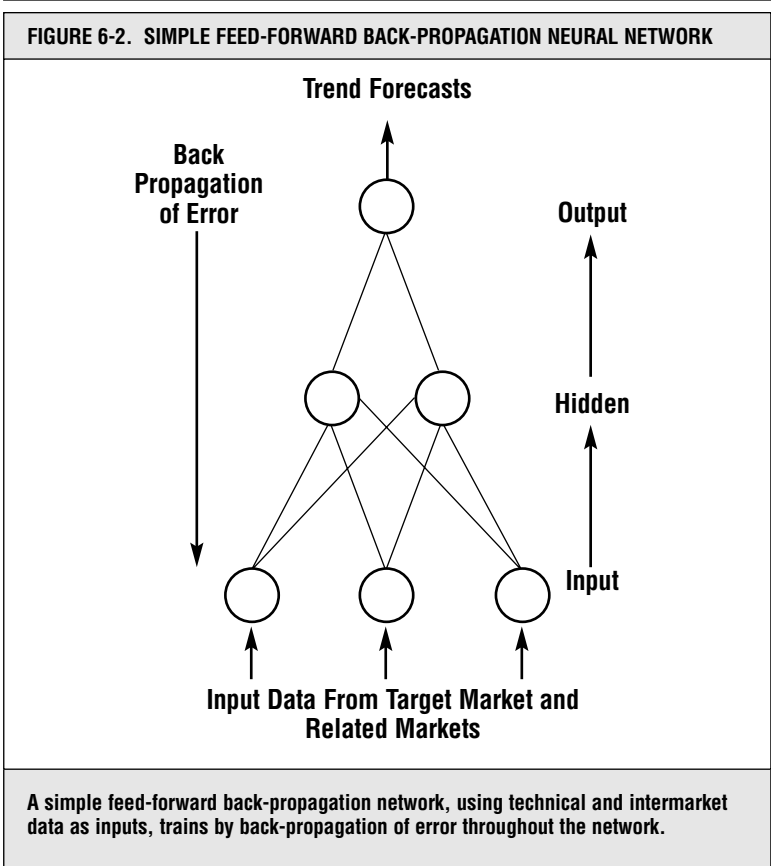 FIGURE 6-2. SIMPLE FEED-FORWARD BACK-PROPAGATION NEURAL NETWORK
Trend Forecasts
Back
Propagation
of Error
Output
Hidden
Input
Input Data From Target Market and
Related Markets
A simple feed-forward back-propagation network, using technical and intermarket
data as inputs, trains by back-propagation of error throughout the network.